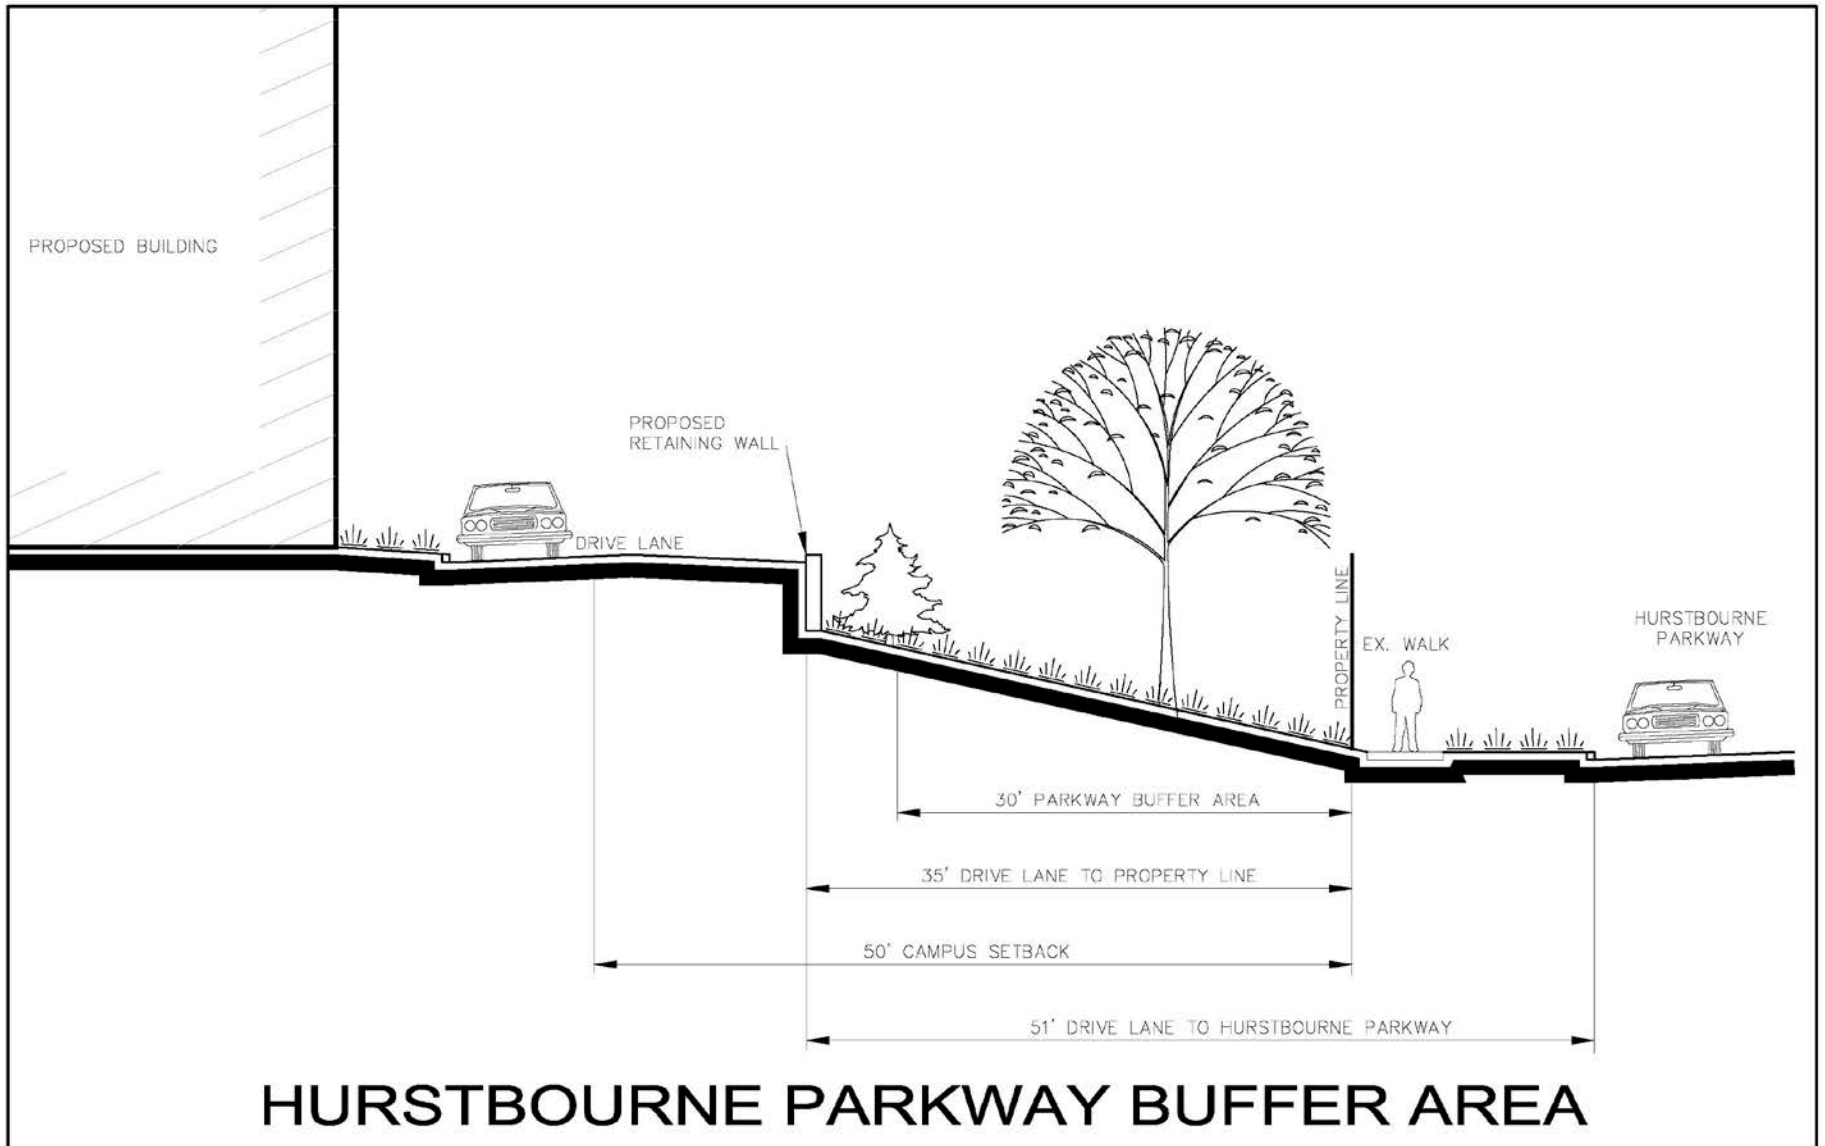 PROPOSED BUILDING
PROPOSED
RETAINING WALL
DRIVE LANE
PROPERTY LINE
EX. WALK
HURSTBOURNE
PARKWAY
30' PARKWAY BUFFER AREA
35' DRIVE LANE TO PROPERTY LINE
50' CAMPUS SETBACK
51' DRIVE LANE TO HURSTBOURNE PARKWAY
HURSTBOURNE PARKWAY BUFFER AREA